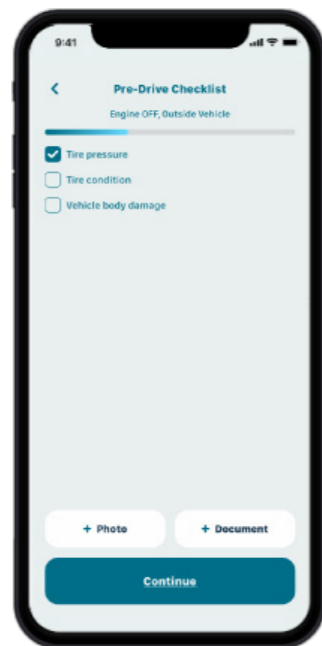 9:41
Pre-Drive Checklist
Engine OFF, Outside Vehicle
Tire pressure
Tire condition
Vehicle body damage
+ Photo
+ Document
Continue